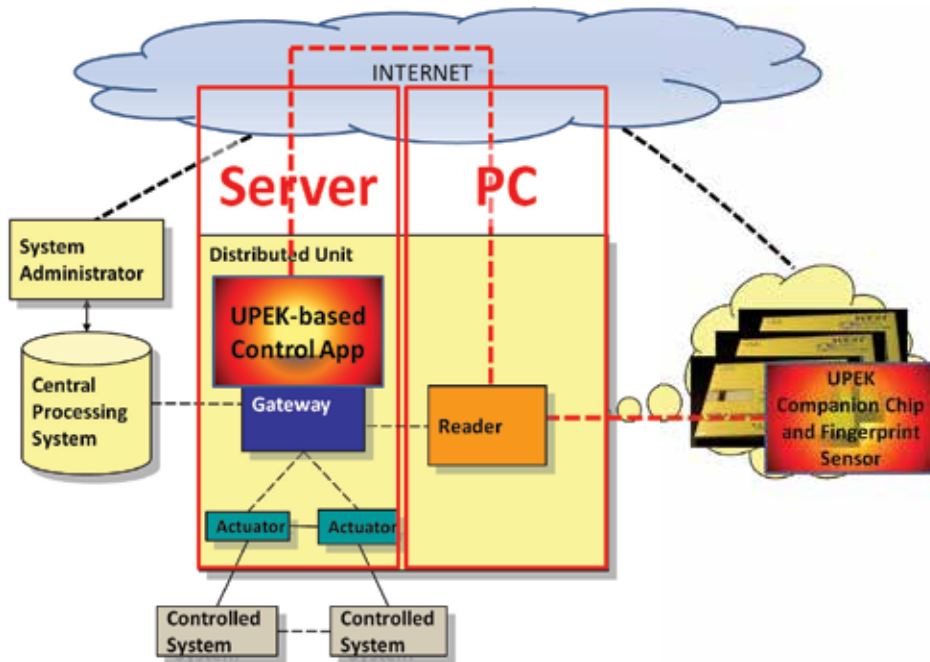 INTERNET
Server
PC
System
Administrator
Distributed Unit
UPEK-based
Control App
Central
Processing
System
Gateway
Reader
UPEK
Companion Chip
and Fingerprint
Sensor
Actuator
Actuator
Controlled
System
Controlled
System